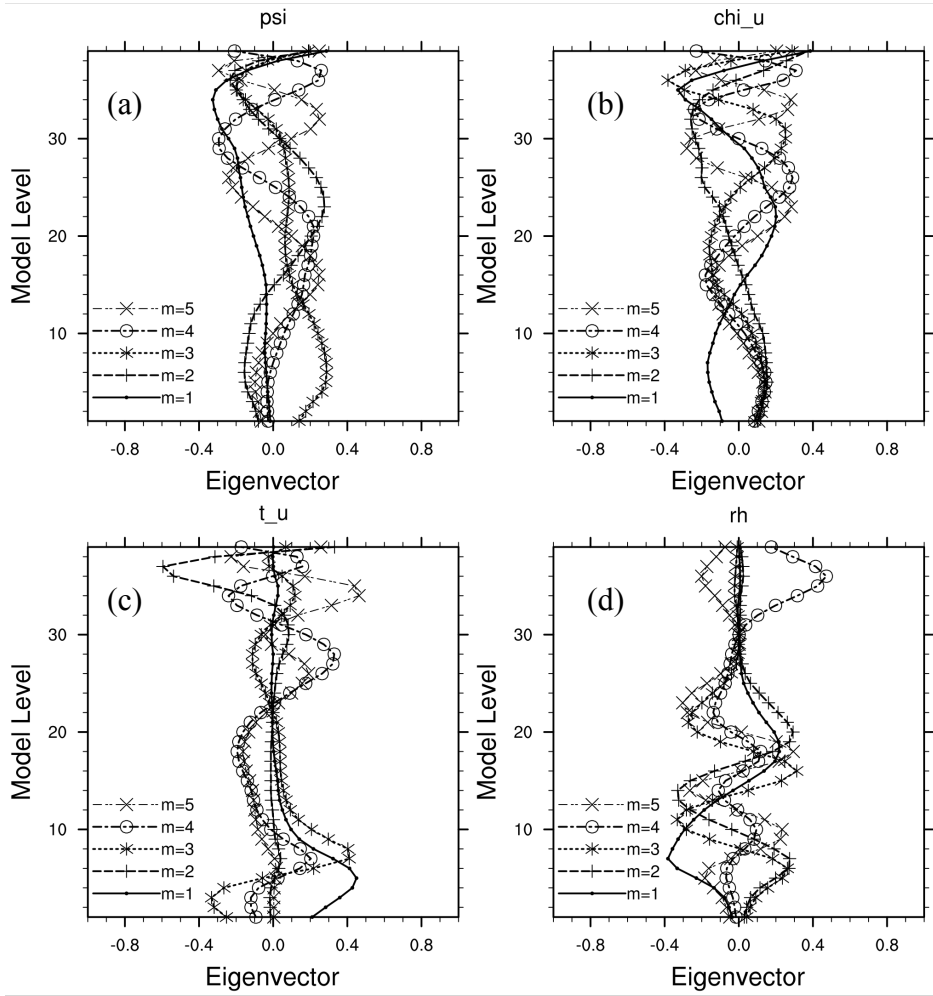 psi
(a)
Model Level
30
20
10
m=5
m=4
m=3
m=2
m=1
-0.8 -0.4 0.0 0.4 0.8
Eigenvector
chi_u
(b)
Model Level
30
20
10
m=5
m=4
m=3
m=2
m=1
-0.8 -0.4 0.0 0.4 0.8
Eigenvector
t_u
(c)
Model Level
30
20
10
m=5
m=4
m=3
m=2
m=1
-0.8 -0.4 0.0 0.4 0.8
Eigenvector
rh
(d)
Model Level
30
20
10
m=5
m=4
m=3
m=2
m=1
-0.8 -0.4 0.0 0.4 0.8
Eigenvector